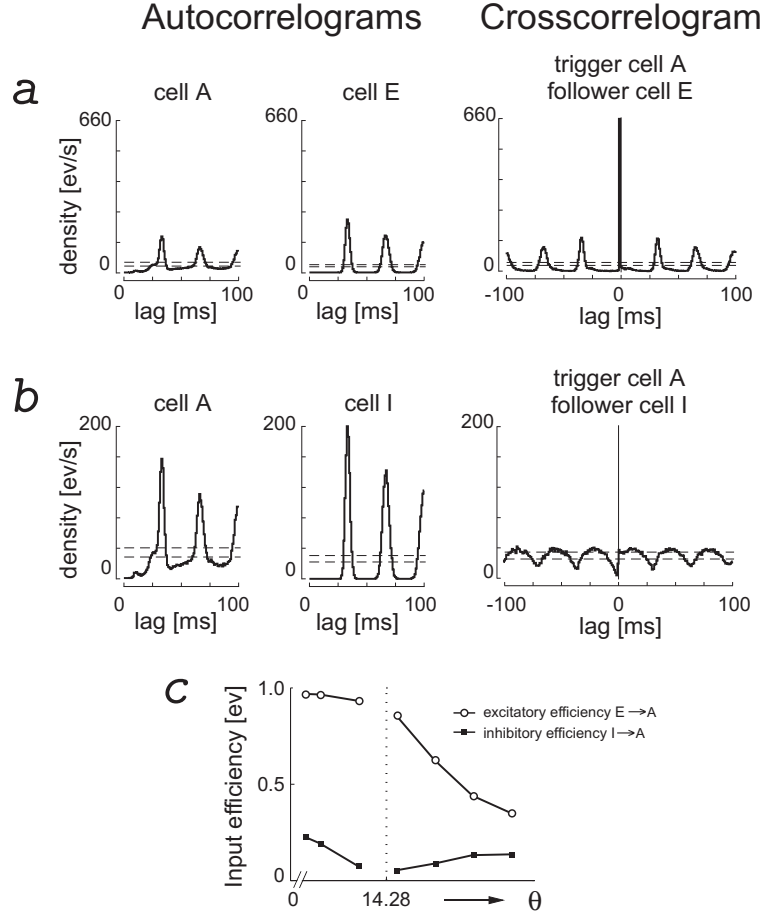 Autocorrelograms Crosscorrelogram
a
cell A
cell E
trigger cell A
follower cell E
660
660
660
density [ev/s]
0
0
0
0 100
0 100
-100 0 100
lag [ms]
lag [ms]
lag [ms]
b
cell A
cell I
trigger cell A
follower cell I
200
200
200
density [ev/s]
0
0
0
0 100
0 100
-100 0 100
lag [ms]
lag [ms]
lag [ms]
c
Input efficiency [ev]
1.0
0.5
0
excitatory efficiency E→A
inhibitory efficiency I→A
0 14.28 → θ